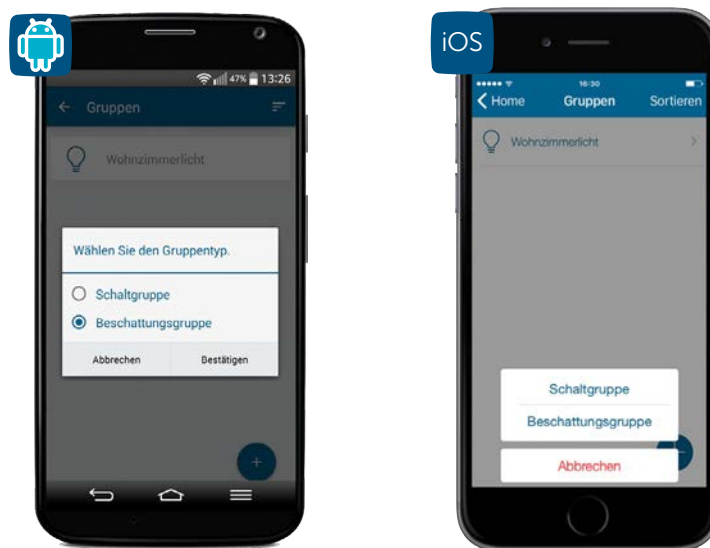 47% 13:26
Gruppen
Wohnzimmerlicht
Wählen Sie den Gruppentyp.
Schaltgruppe
Beschattungsgruppe
Abbrechen Bestätigen
iOS
16:30
Home Gruppen Sortieren
Wohnzimmerlicht
Schaltgruppe
Beschattungsgruppe
Abbrechen